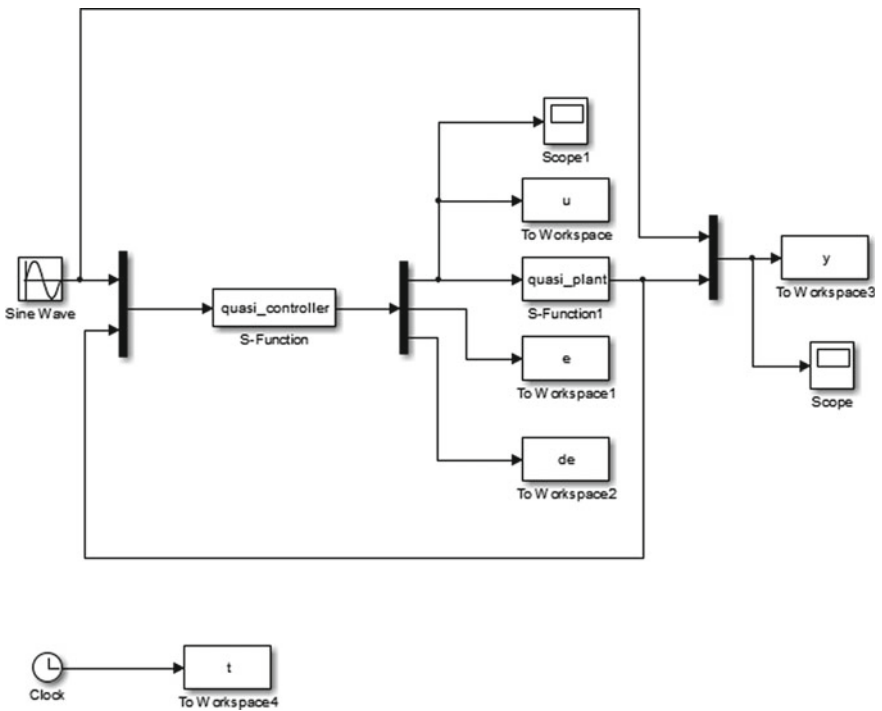 Scope1
u
To Workspace
Sine Wave
quasi_controller
S-Function
quasi_plant
S-Function1
y
To Workspace3
e
To Workspace1
Scope
de
To Workspace2
Clock
t
To Workspace4